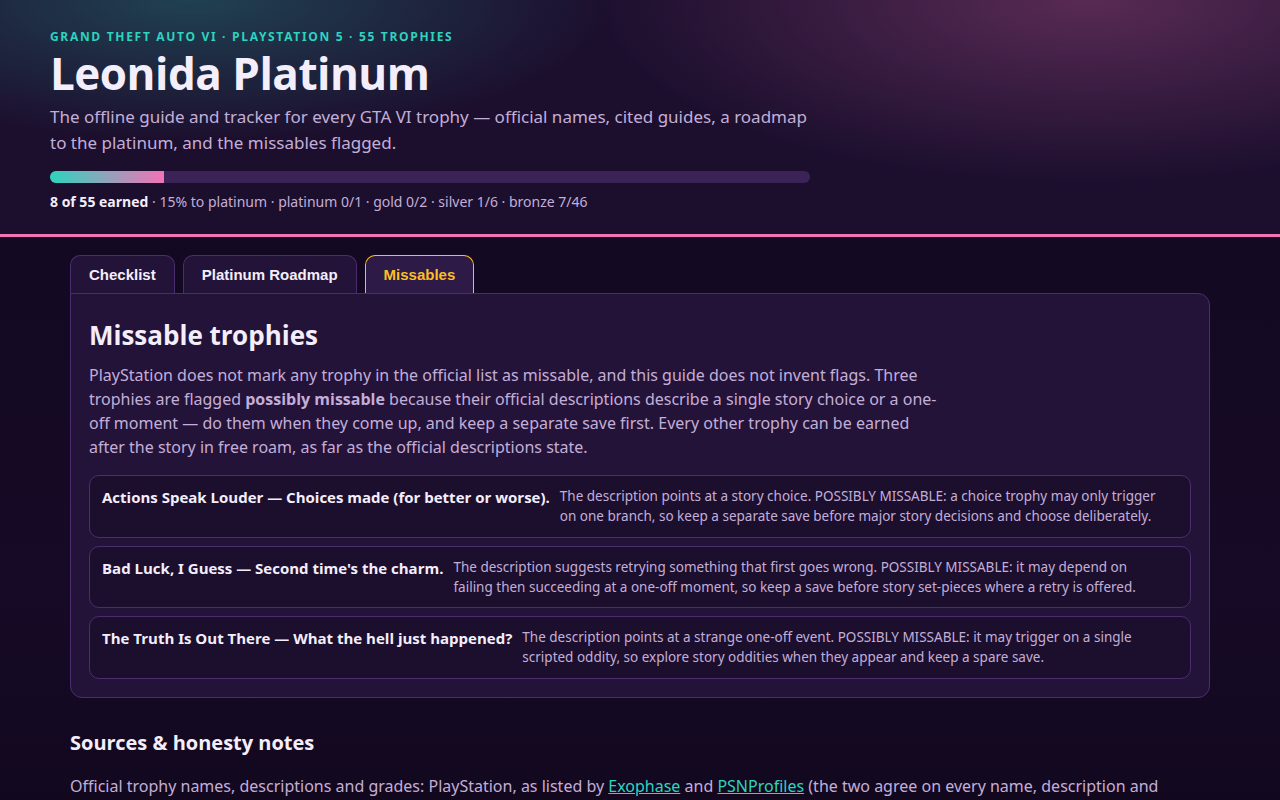 GRAND THEFT AUTO VI · PLAYSTATION 5 · 55 TROPHIES
Leonida Platinum
The offline guide and tracker for every GTA VI trophy — official names, cited guides, a roadmap
to the platinum, and the missables flagged.
8 of 55 earned · 15% to platinum · platinum 0/1 · gold 0/2 · silver 1/6 · bronze 7/46
Checklist
Platinum Roadmap
Missables
Missable trophies
PlayStation does not mark any trophy in the official list as missable, and this guide does not invent flags. Three
trophies are flagged possibly missable because their official descriptions describe a single story choice or a one-
off moment — do them when they come up, and keep a separate save first. Every other trophy can be earned
after the story in free roam, as far as the official descriptions state.
Actions Speak Louder — Choices made (for better or worse).
The description points at a story choice. POSSIBLY MISSABLE: a choice trophy may only trigger
on one branch, so keep a separate save before major story decisions and choose deliberately.
Bad Luck, I Guess — Second time's the charm.
The description suggests retrying something that first goes wrong. POSSIBLY MISSABLE: it may depend on
failing then succeeding at a one-off moment, so keep a save before story set-pieces where a retry is offered.
The Truth Is Out There — What the hell just happened?
The description points at a strange one-off event. POSSIBLY MISSABLE: it may trigger on a single
scripted oddity, so explore story oddities when they appear and keep a spare save.
Sources & honesty notes
Official trophy names, descriptions and grades: PlayStation, as listed by Exophase and PSNProfiles (the two agree on every name, description and